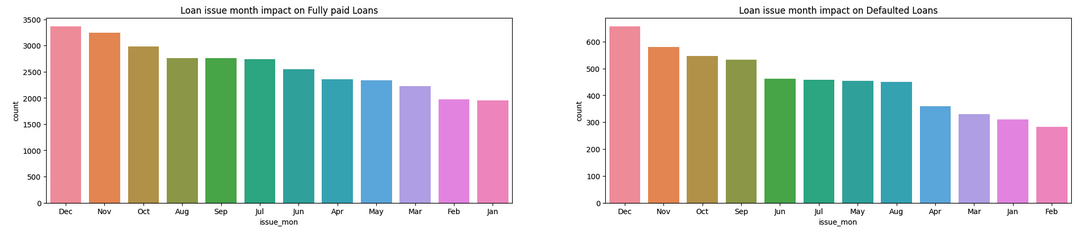 Loan issue month impact on Fully paid Loans
3500
3000
2500
2000
1500
1000
500
0
count
Dec Nov Oct Aug Sep Jul Jun Apr May Mar Feb Jan
issue_mon
Loan issue month impact on Defaulted Loans
600
500
400
300
200
100
0
count
Dec Nov Oct Sep Jun Jul May Aug Apr Mar Jan Feb
issue_mon